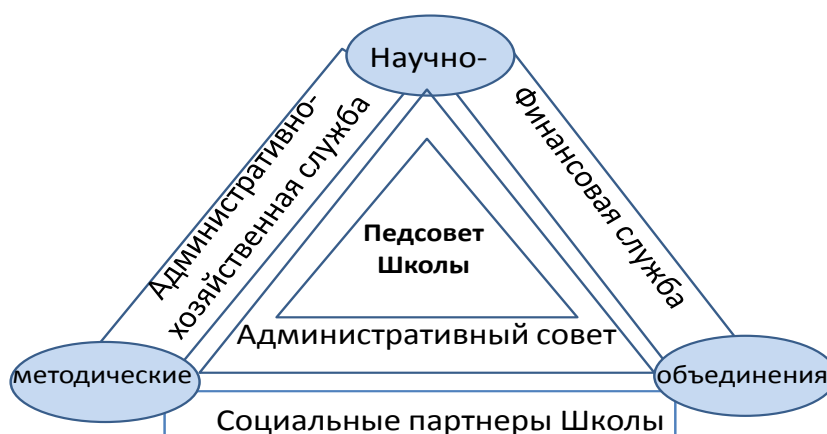 Научно-
Административно-
хозяйственная служба
Финансовая служба
Педсовет
Школы
Административный совет
методические
объединения
Социальные партнеры Школы